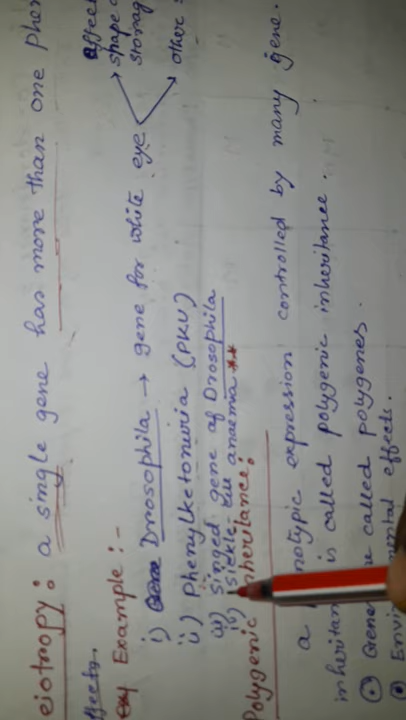 eiotropy : a single gene has more than one phen
ffects.
Example :-
i) Drosophila → gene for white eye
Affect
shape o
storag
other
ii) Phenylketonuria (PKU)
iii) Singed gene of Drosophila
iv) Sickle cell anaemia **
Polygenic inheritance :
a notypic expression controlled by many gene.
inheritan is called polygenic inheritance.
Gene called polygenes.
Envi mental effects.